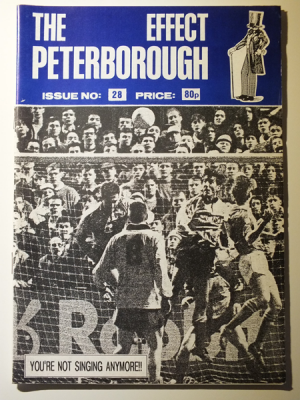 THE EFFECT
PETERBOROUGH
ISSUE NO: 28 PRICE: 80p
YOU'RE NOT SINGING ANYMORE!!